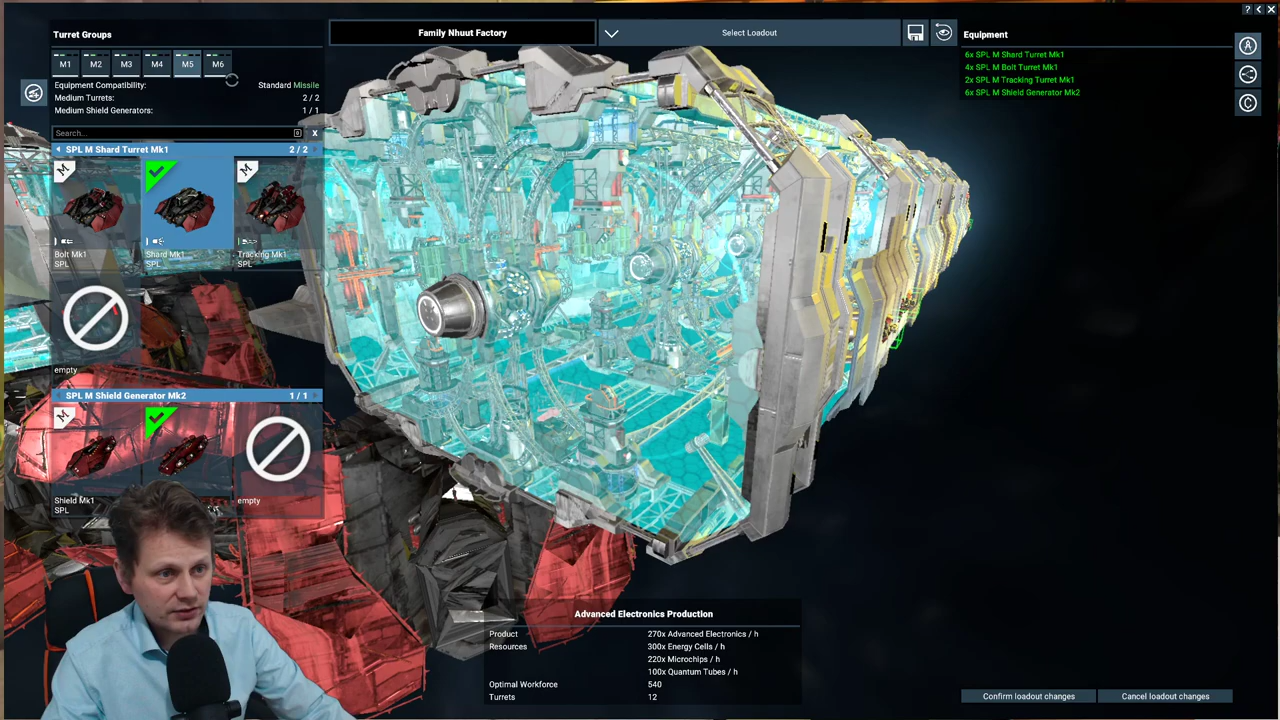 Turret Groups
M1 M2 M3 M4 M5 M6
Equipment Compatibility: Standard Missile
Medium Turrets: 2 / 2
Medium Shield Generators: 1 / 1
Search...
X
SPL M Shard Turret Mk1 2 / 2
M M
Bolt Mk1
SPL
Shard Mk1
SPL
Tracking Mk1
SPL
empty
SPL M Shield Generator Mk2 1 / 1
M
Shield Mk1
SPL
empty
Family Nhuut Factory
Select Loadout
Equipment
6x SPL M Shard Turret Mk1
4x SPL M Bolt Turret Mk1
2x SPL M Tracking Turret Mk1
6x SPL M Shield Generator Mk2
Advanced Electronics Production
Product 270x Advanced Electronics / h
Resources 300x Energy Cells / h
220x Microchips / h
100x Quantum Tubes / h
Optimal Workforce 540
Turrets 12
Confirm loadout changes
Cancel loadout changes